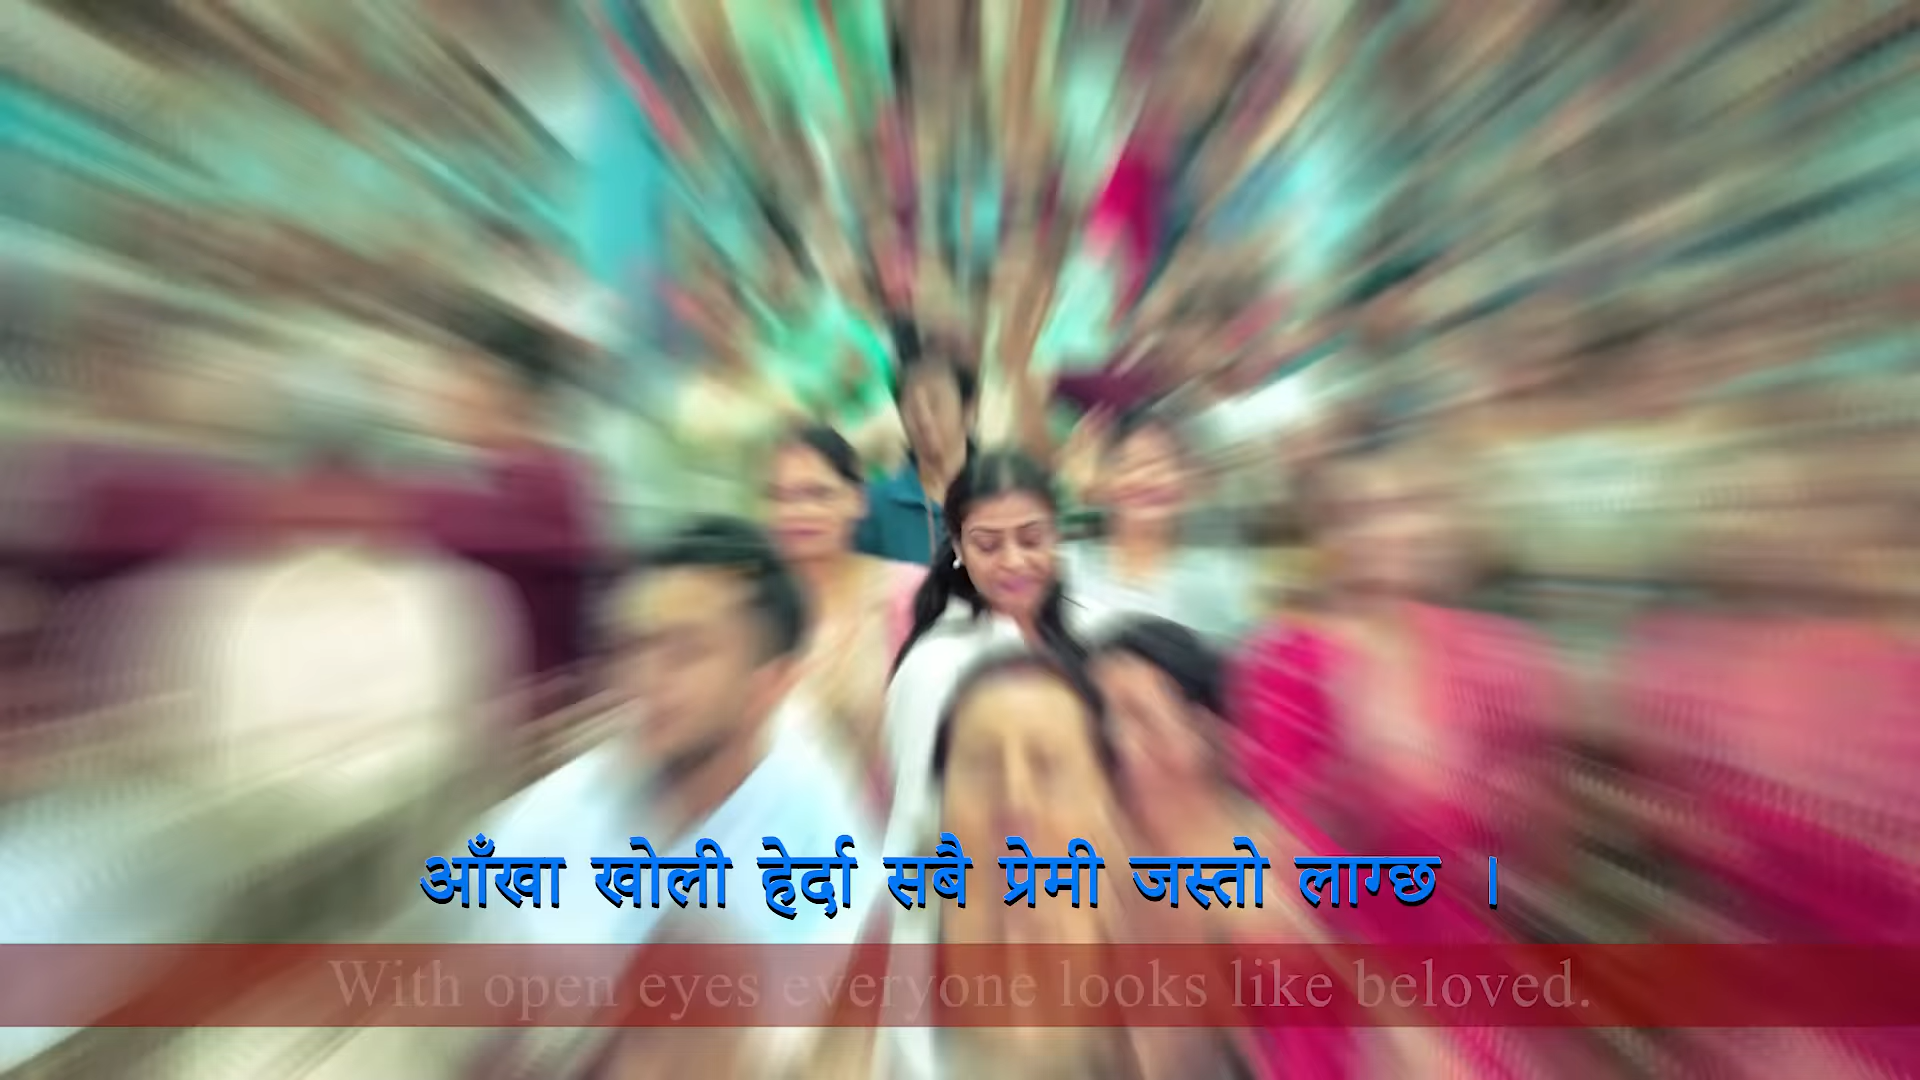 आँखा खोली हेर्दा सबै प्रेमी जस्तो लाग्छ ।
With open eyes everyone looks like beloved.